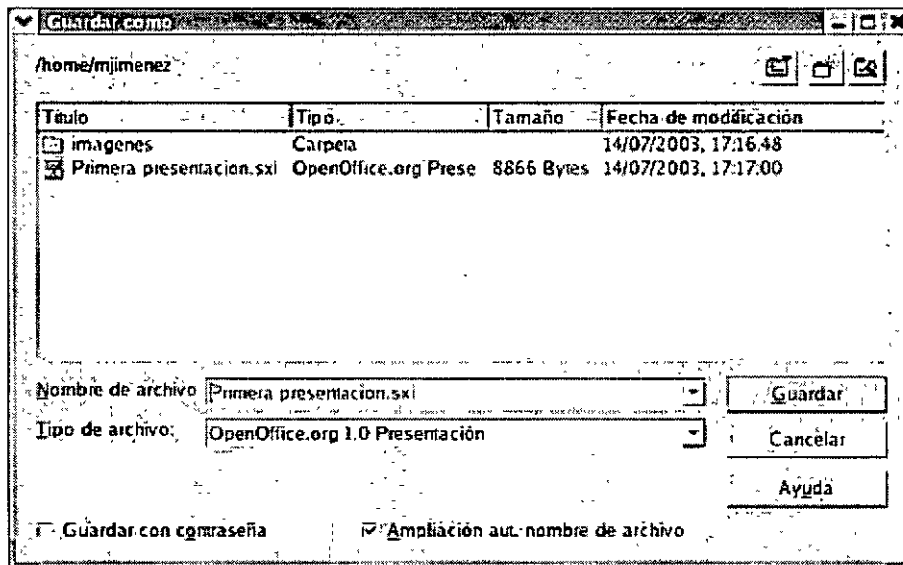 Guardar como
/home/mjimenez
Título Tipo Tamaño Fecha de modificación
imagenes Carpeta 14/07/2003, 17:16:48
Primera presentacion.sxi OpenOffice.org Prese 8866 Bytes 14/07/2003, 17:17:00
Nombre de archivo Primera presentacion.sxi Guardar
Tipo de archivo: OpenOffice.org 1.0 Presentación Cancelar
Ayuda
Guardar con contraseña Ampliación aut. nombre de archivo